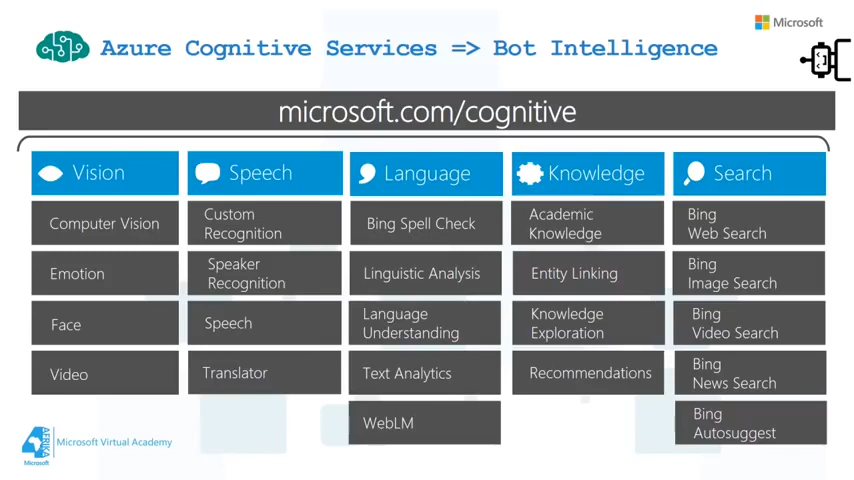 Microsoft
Azure Cognitive Services => Bot Intelligence
microsoft.com/cognitive
Vision
Computer Vision
Emotion
Face
Video
Speech
Custom
Recognition
Speaker
Recognition
Speech
Translator
Language
Bing Spell Check
Linguistic Analysis
Language
Understanding
Text Analytics
WebLM
Knowledge
Academic
Knowledge
Entity Linking
Knowledge
Exploration
Recommendations
Search
Bing
Web Search
Bing
Image Search
Bing
Video Search
Bing
News Search
Bing
Autosuggest
4AFRIKA
Microsoft
Microsoft Virtual Academy